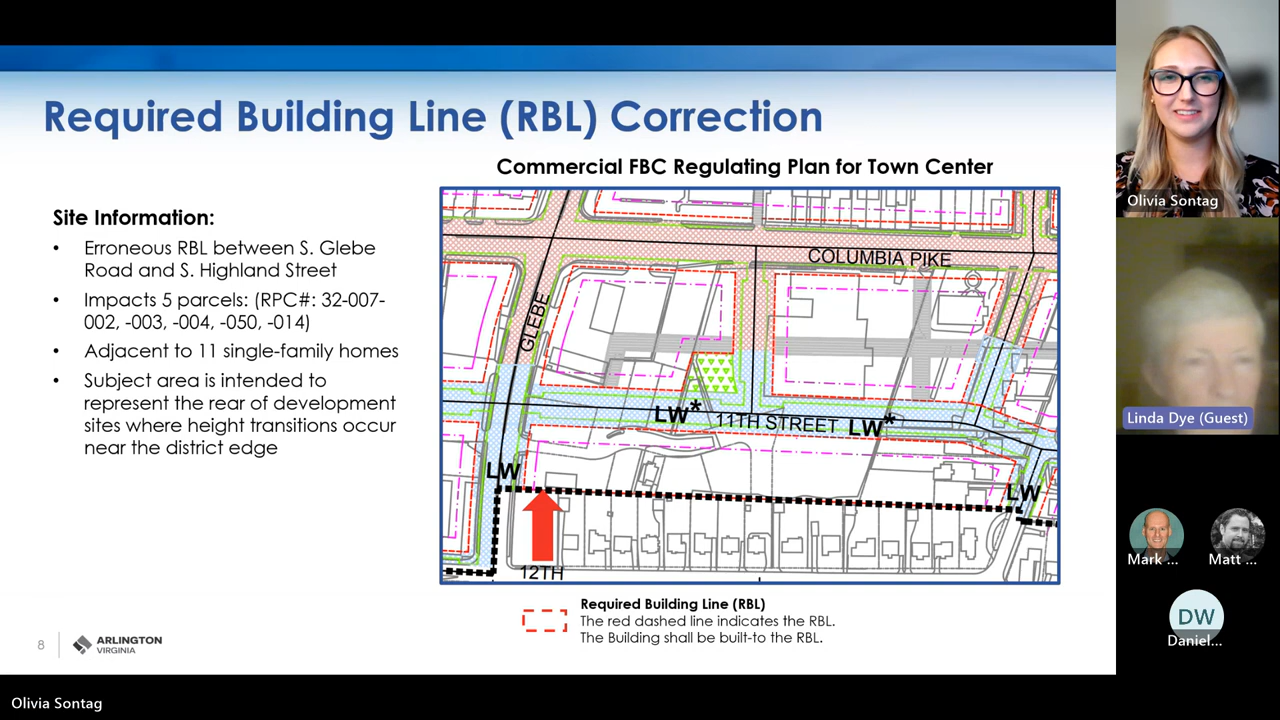 Required Building Line (RBL) Correction
Commercial FBC Regulating Plan for Town Center
Site Information:
• Erroneous RBL between S. Glebe
Road and S. Highland Street
• Impacts 5 parcels: (RPC#: 32-007-
002, -003, -004, -050, -014)
• Adjacent to 11 single-family homes
• Subject area is intended to
represent the rear of development
sites where height transitions occur
near the district edge
COLUMBIA PIKE
GLEBE
LW*
11TH STREET
LW*
LW
LW
12TH
Required Building Line (RBL)
The red dashed line indicates the RBL.
The Building shall be built-to the RBL.
8
ARLINGTON
VIRGINIA
Olivia Sontag
Linda Dye (Guest)
Mark ...
Matt ...
DW
Daniel...
Olivia Sontag